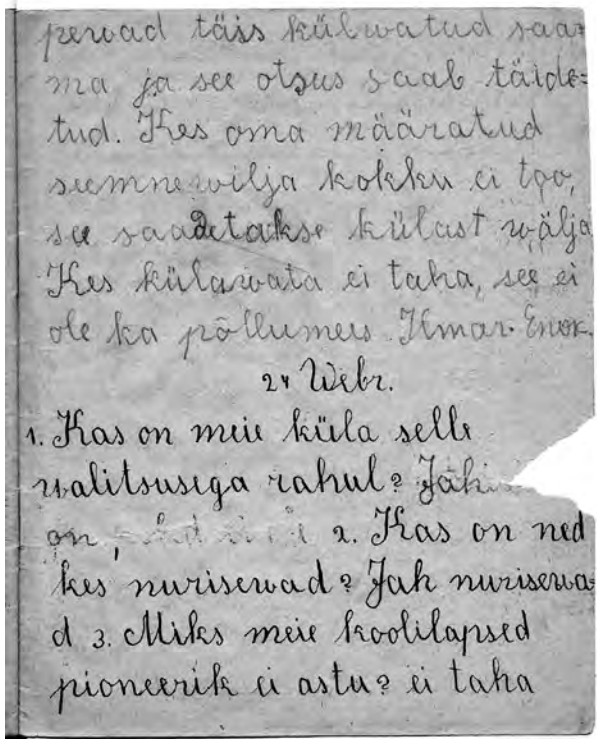 perwad täis külwatud saa-
ma ja see otsus saab täide-
tud. Kes oma määratud
seemnewilja kokku ei too,
see saadetakse külast wälja
Kes külawata ei taha, see ei
ole ka põllumees. Ilmar Enok.
24 Webr.
1. Kas on meie küla selle
walitsusega rahul? Jah
on, 2. Kas on ned
kes nurisewad? Jah nurisewa
d 3. Miks meie koolilapsed
pioneerik ei astu? ei taha